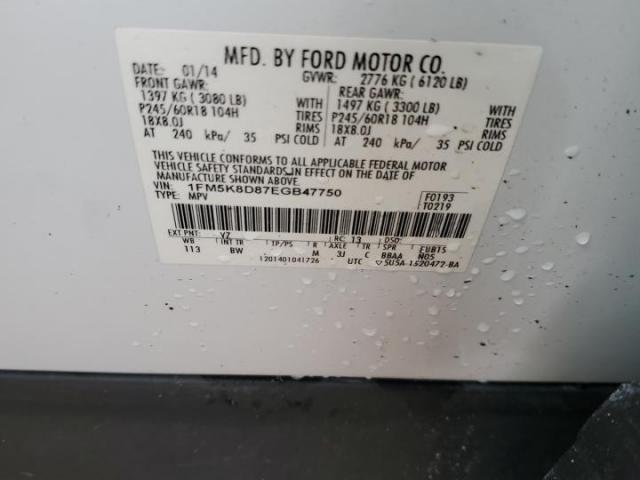 MFD. BY FORD MOTOR CO.
DATE: 01/14 GVWR: 2776 KG ( 6120 LB)
FRONT GAWR: REAR GAWR:
1397 KG ( 3080 LB) WITH 1497 KG ( 3300 LB) WITH
P245/60R18 104H TIRES P245/60R18 104H TIRES
18X8.0J RIMS 18X8.0J RIMS
AT 240 kPa/ 35 PSI COLD AT 240 kPa/ 35 PSI COLD
THIS VEHICLE CONFORMS TO ALL APPLICABLE FEDERAL MOTOR
VEHICLE SAFETY STANDARDS IN EFFECT ON THE DATE OF
MANUFACTURE SHOWN ABOVE.
VIN: 1FM5K8D87EGB47750 F0193
TYPE: MPV T0219
EXT PNT: YZ RC: 13 DSO:
WB INT TR TP/PS R AXLE TR SPR EUBTS
113 BW M 3J C BBAA N05
1201401041726 UTC ▽5U5A-1520472-BA